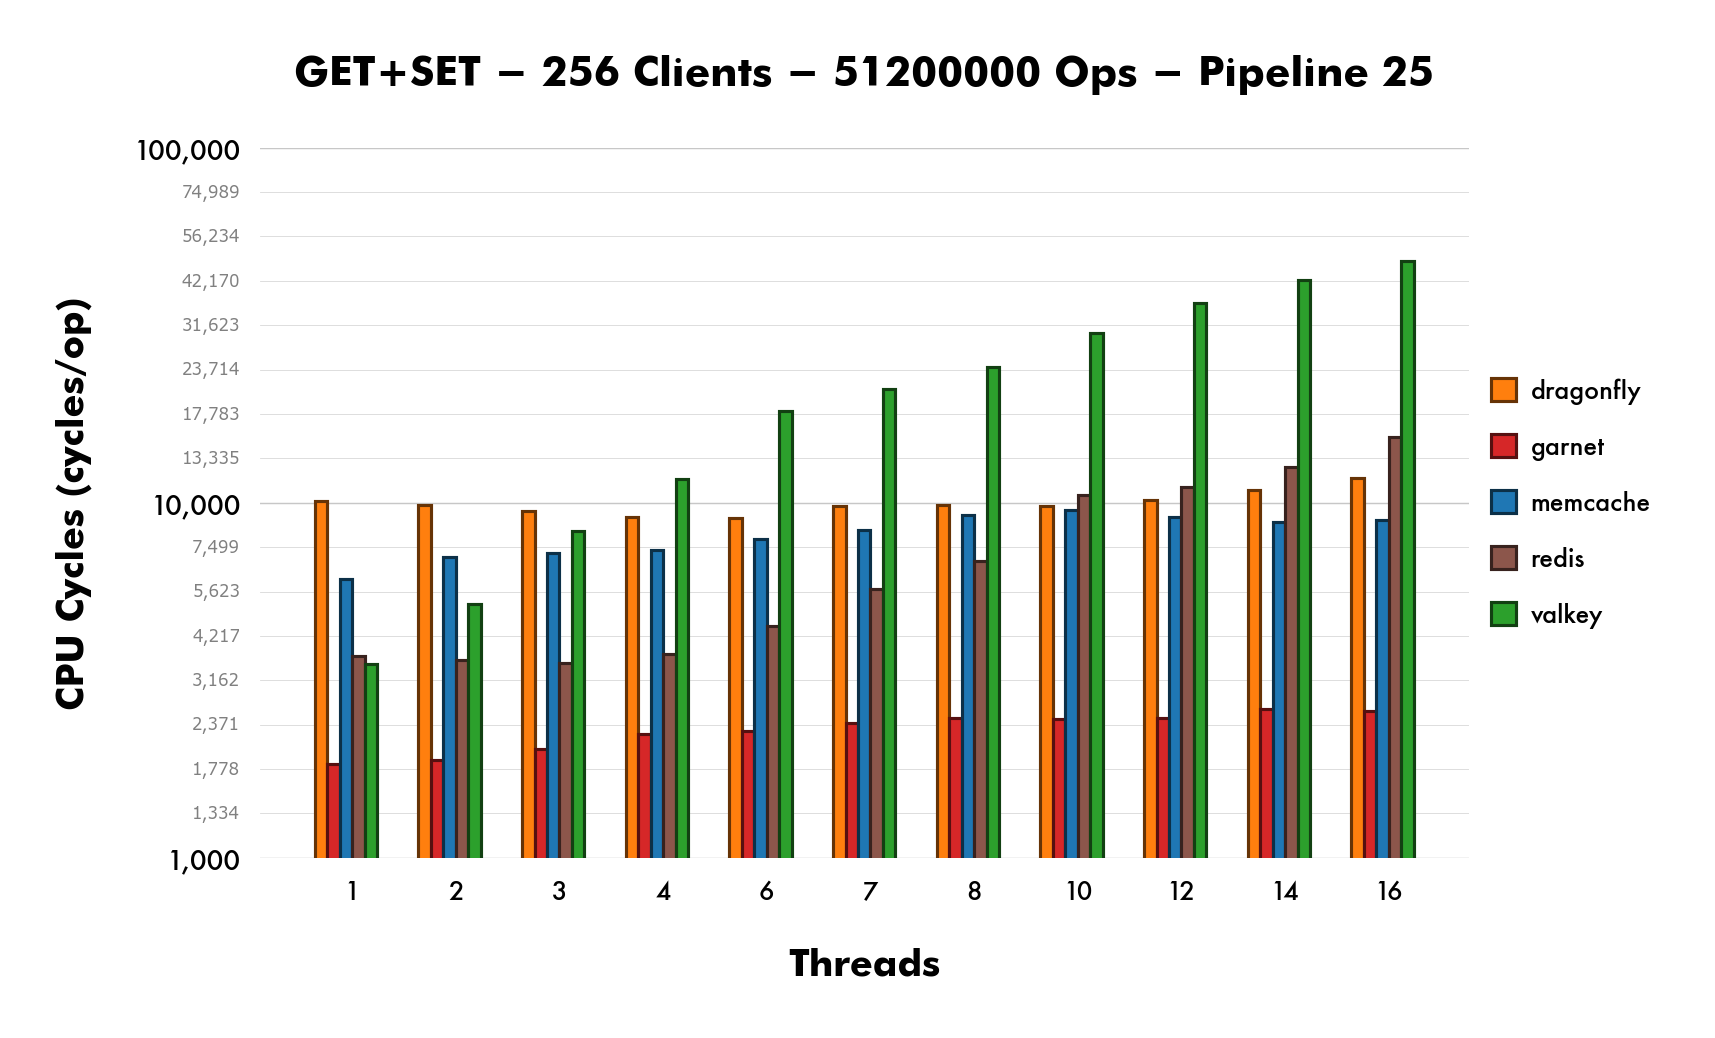 GET+SET – 256 Clients – 51200000 Ops – Pipeline 25
CPU Cycles (cycles/op)
100,000
74,989
56,234
42,170
31,623
23,714
17,783
13,335
10,000
7,499
5,623
4,217
3,162
2,371
1,778
1,334
1,000
1 2 3 4 6 7 8 10 12 14 16
Threads
dragonfly
garnet
memcache
redis
valkey